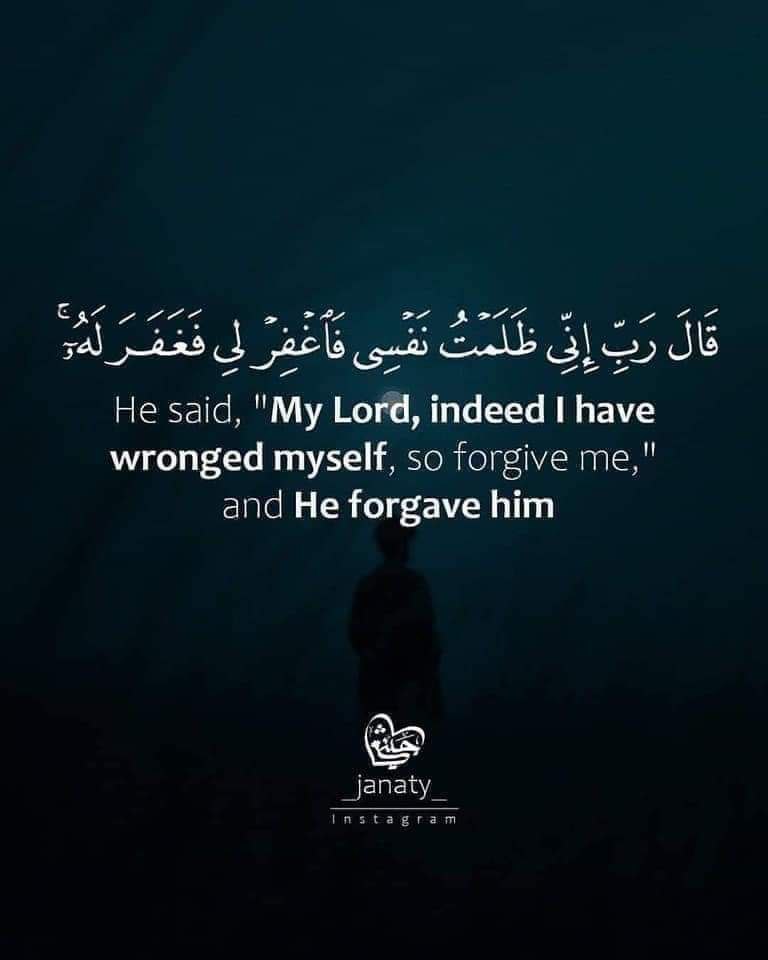 قَالَ رَبِّ إِنِّي ظَلَمْتُ نَفْسِى فَٱغْفِرْ لِى فَغَفَرَ لَهُۥٓ ۚ
He said, "My Lord, indeed I have
wronged myself, so forgive me,"
and He forgave him
جنتي
_janaty_
Instagram